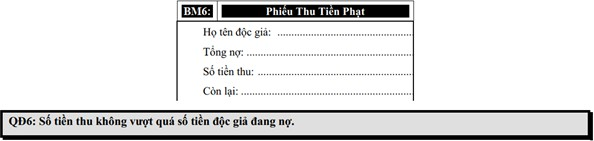 BM6: Phiếu Thu Tiền Phạt
Họ tên độc giả: ................................................
Tổng nợ: ..........................................................
Số tiền thu: ......................................................
Còn lại: ............................................................
QĐ6: Số tiền thu không vượt quá số tiền độc giả đang nợ.